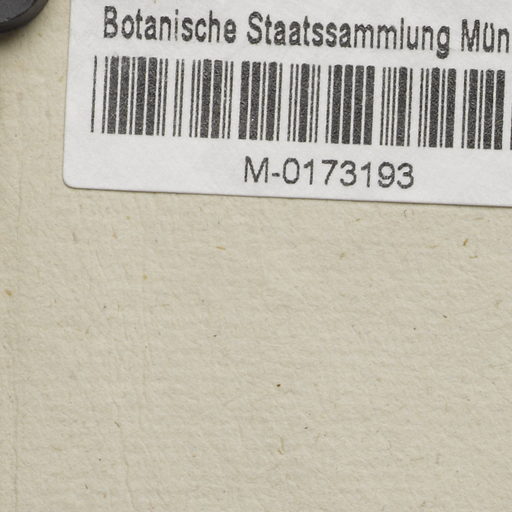 Botanische Staatssammlung Mün
M-0173193